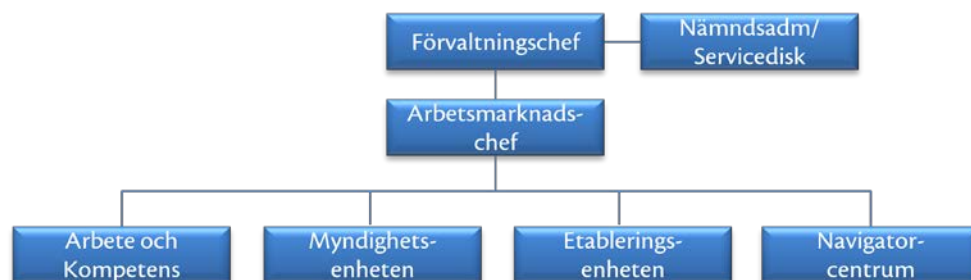 Förvaltningschef
Nämndsadm/
Servicedisk
Arbetsmarknads-
chef
Arbete och
Kompetens
Myndighets-
enheten
Etablerings-
enheten
Navigator-
centrum